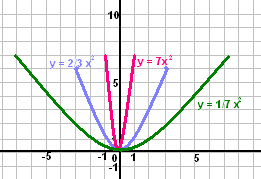 10
y = 2/3 x²
y = 7x²
5
y = 1/7 x²
-5
-1
0
1
5
-1